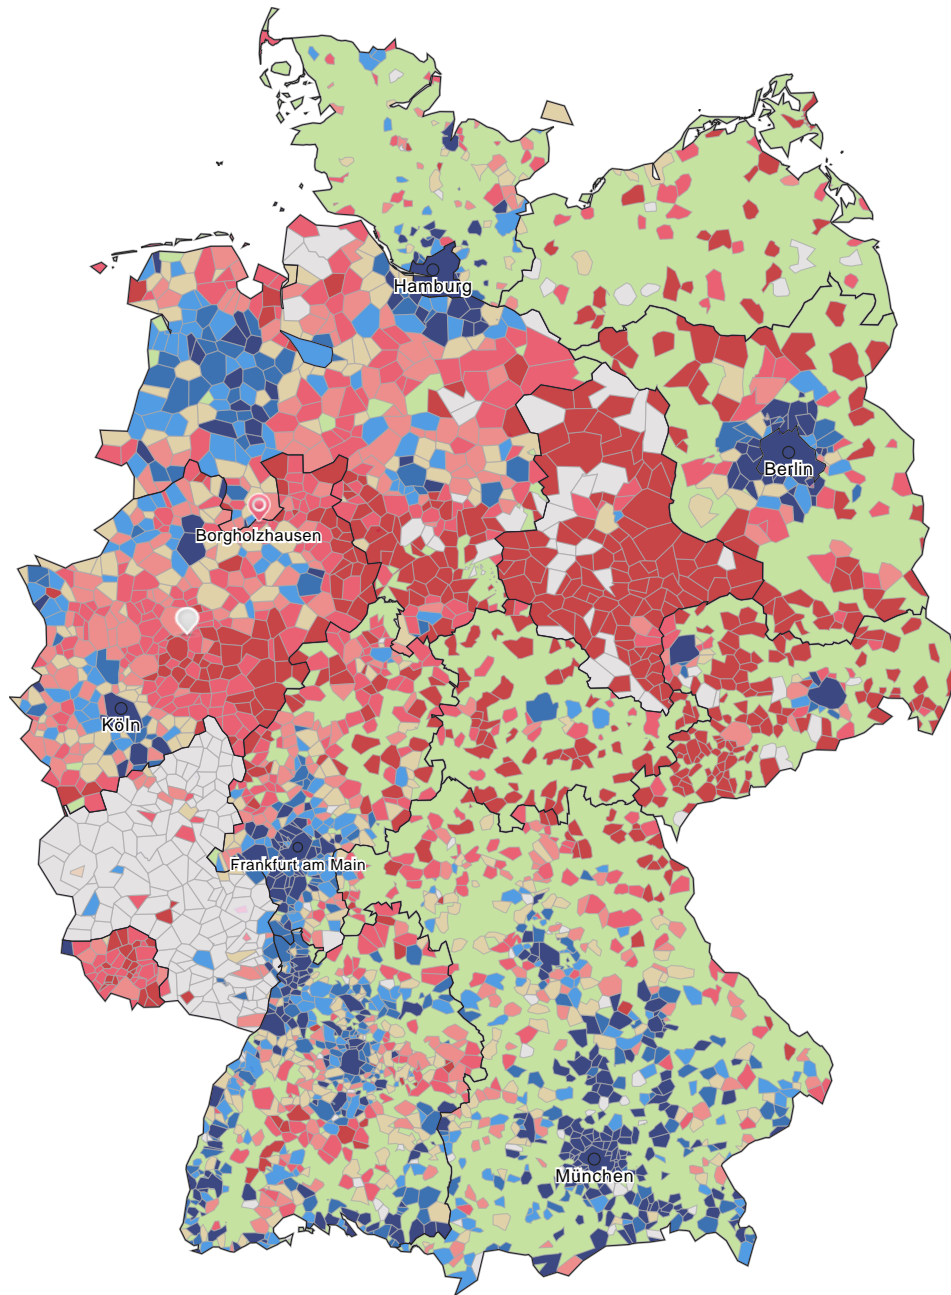 Hamburg
Berlin
Borgholzhausen
Köln
Frankfurt am Main
München